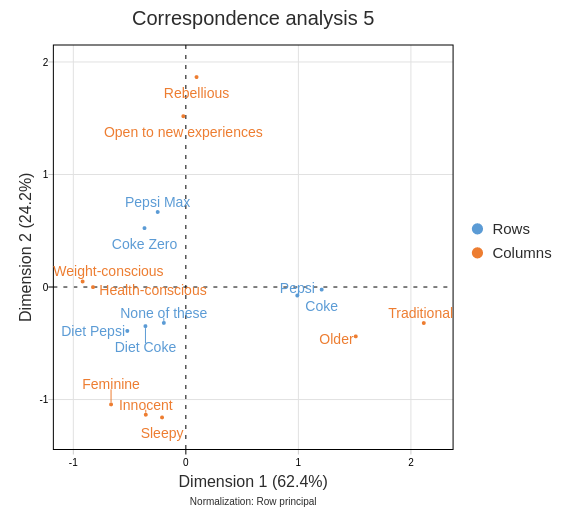 Correspondence analysis 5
Dimension 2 (24.2%)
2
1
0
-1
Rebellious
Open to new experiences
Pepsi Max
Coke Zero
Weight-conscious
Health-conscious
Pepsi
Coke
None of these
Traditional
Diet Pepsi
Older
Diet Coke
Feminine
Innocent
Sleepy
Rows
Columns
-1
0
1
2
Dimension 1 (62.4%)
Normalization: Row principal